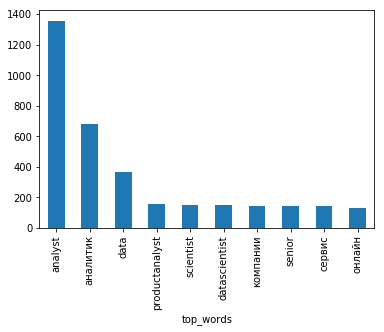 1400
1200
1000
800
600
400
200
0
analyst
аналитик
data
productanalyst
scientist
datascientist
компании
senior
сервис
онлайн
top_words